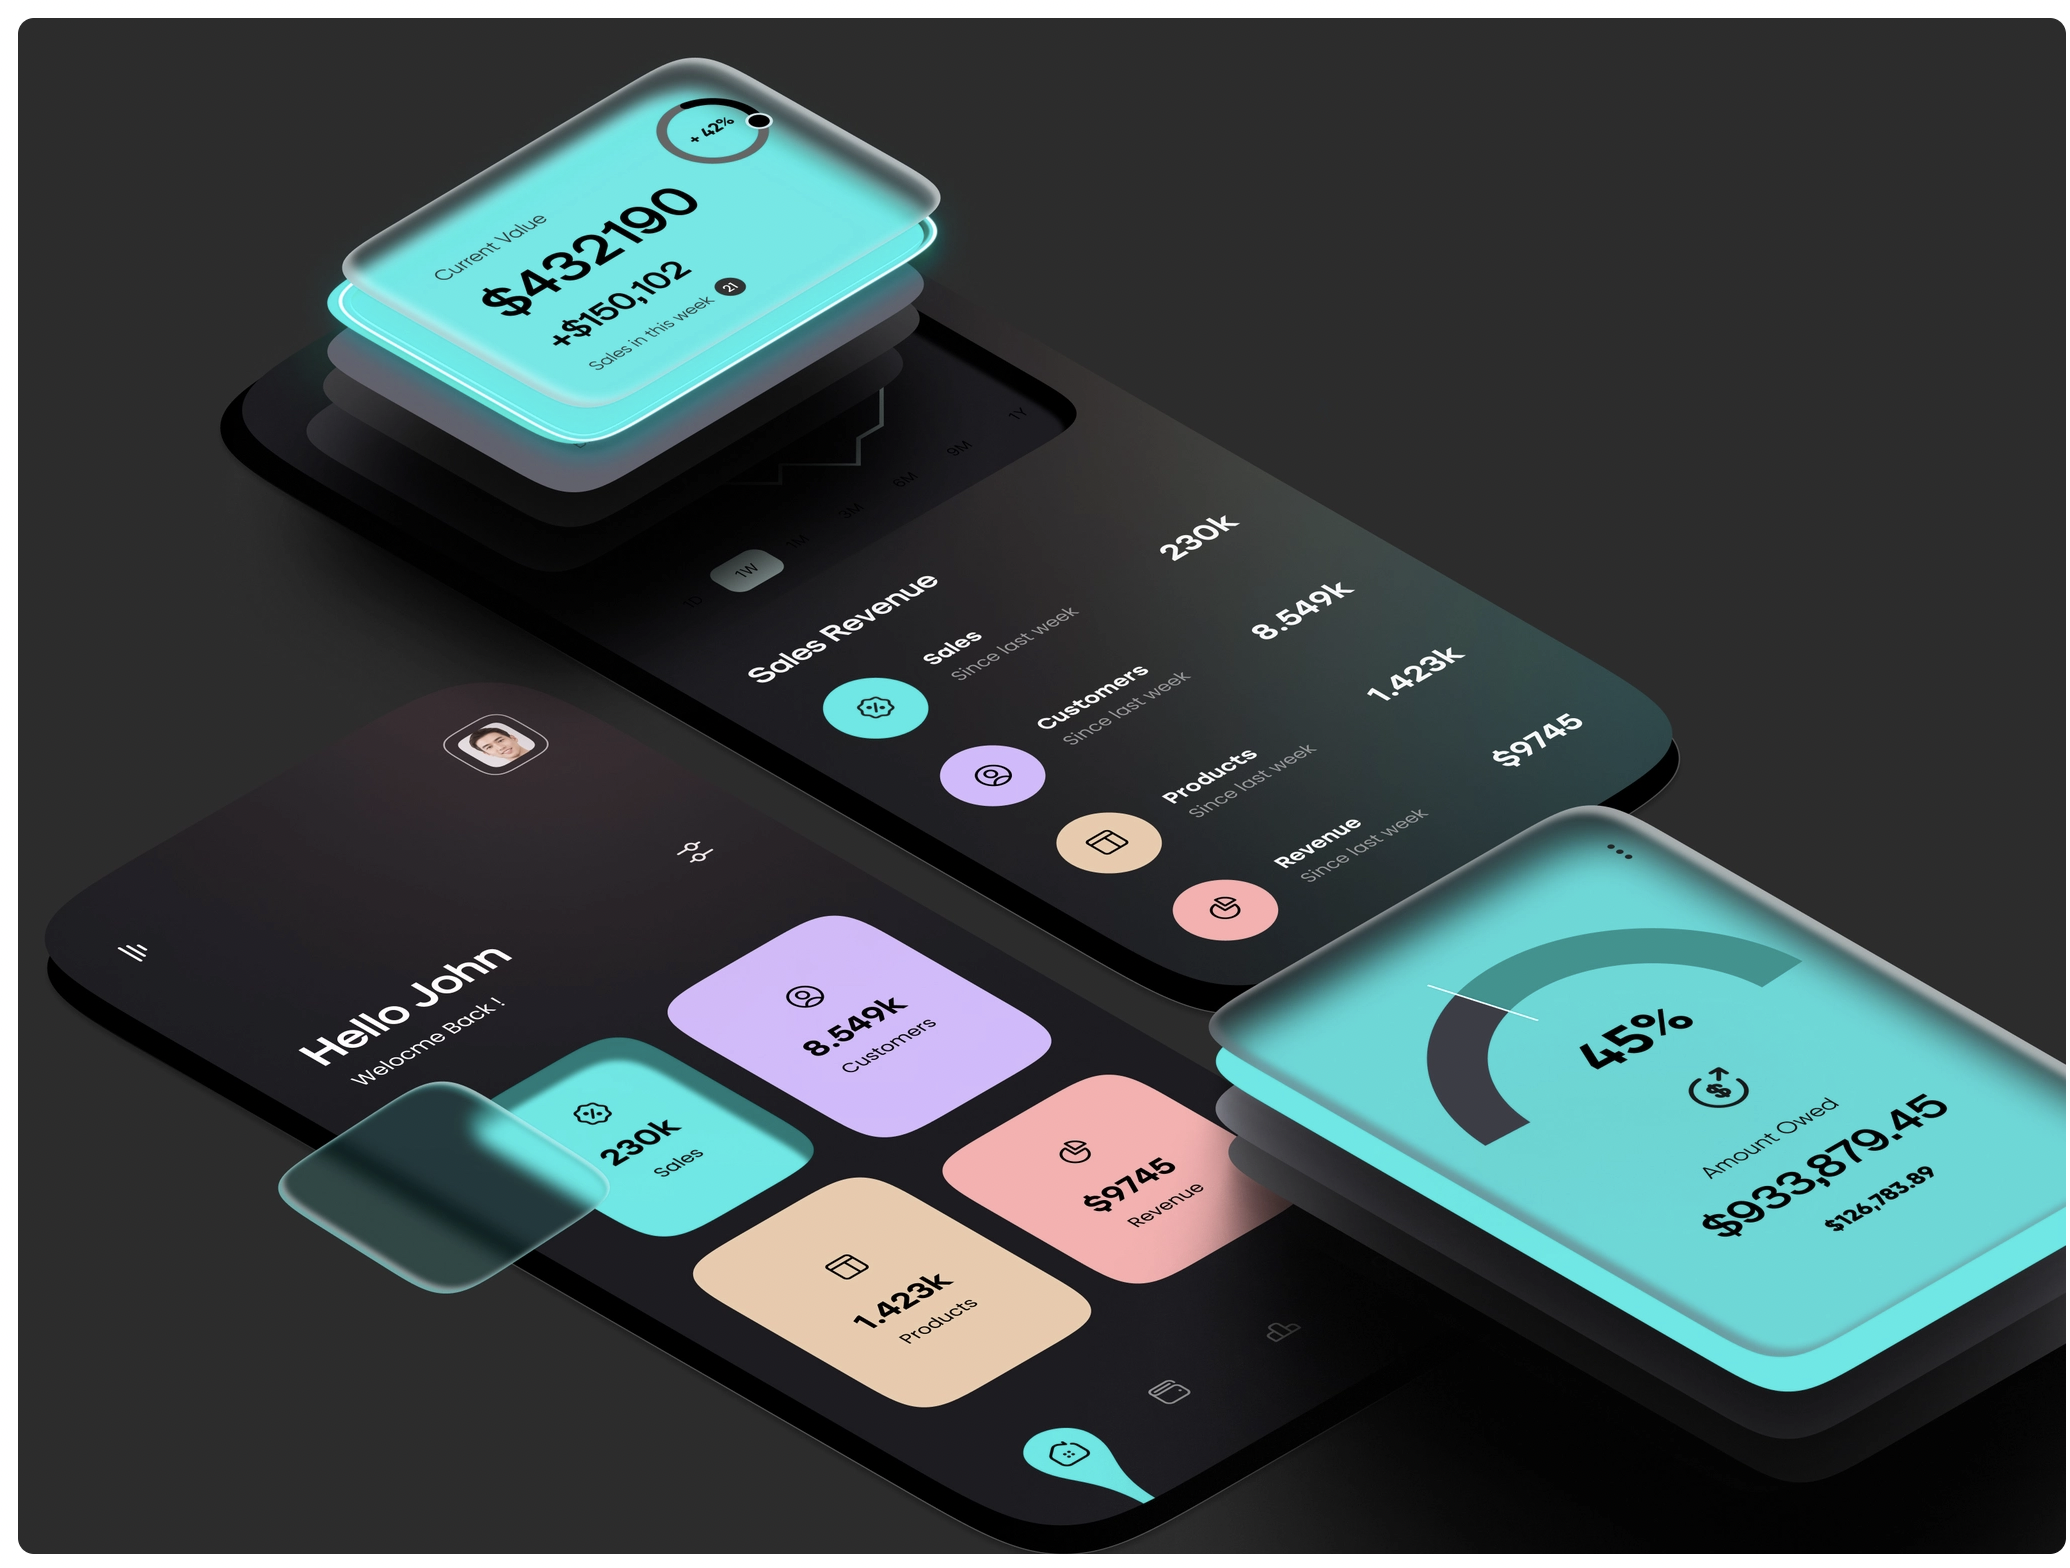 + 42%
Current Value
$432190
+$150,102
Sales in this week 21
1D 1W 1M 3M 6M 9M 1Y
Sales Revenue
Sales
Since last week
230k
Customers
Since last week
8.549k
Products
Since last week
1.423k
Revenue
Since last week
$9745
Hello John
Welocme Back !
8.549k
Customers
230k
Sales
$9745
Revenue
1.423k
Products
45%
Amount Owed
$933,879.45
$126,783.89